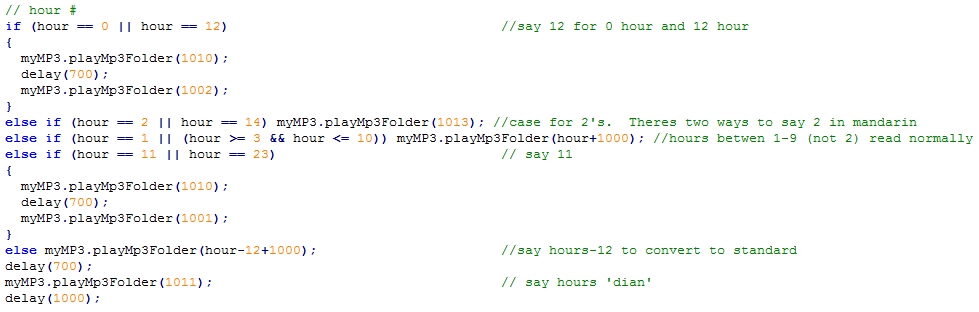 // hour #
if (hour == 0 || hour == 12) //say 12 for 0 hour and 12 hour
{
  myMP3.playMp3Folder(1010);
  delay(700);
  myMP3.playMp3Folder(1002);
}
else if (hour == 2 || hour == 14) myMP3.playMp3Folder(1013); //case for 2's.  Theres two ways to say 2 in mandarin
else if (hour == 1 || (hour >= 3 && hour <= 10)) myMP3.playMp3Folder(hour+1000); //hours betwen 1-9 (not 2) read normally
else if (hour == 11 || hour == 23) // say 11
{
  myMP3.playMp3Folder(1010);
  delay(700);
  myMP3.playMp3Folder(1001);
}
else myMP3.playMp3Folder(hour-12+1000); //say hours-12 to convert to standard
delay(700);
myMP3.playMp3Folder(1011); // say hours 'dian'
delay(1000);